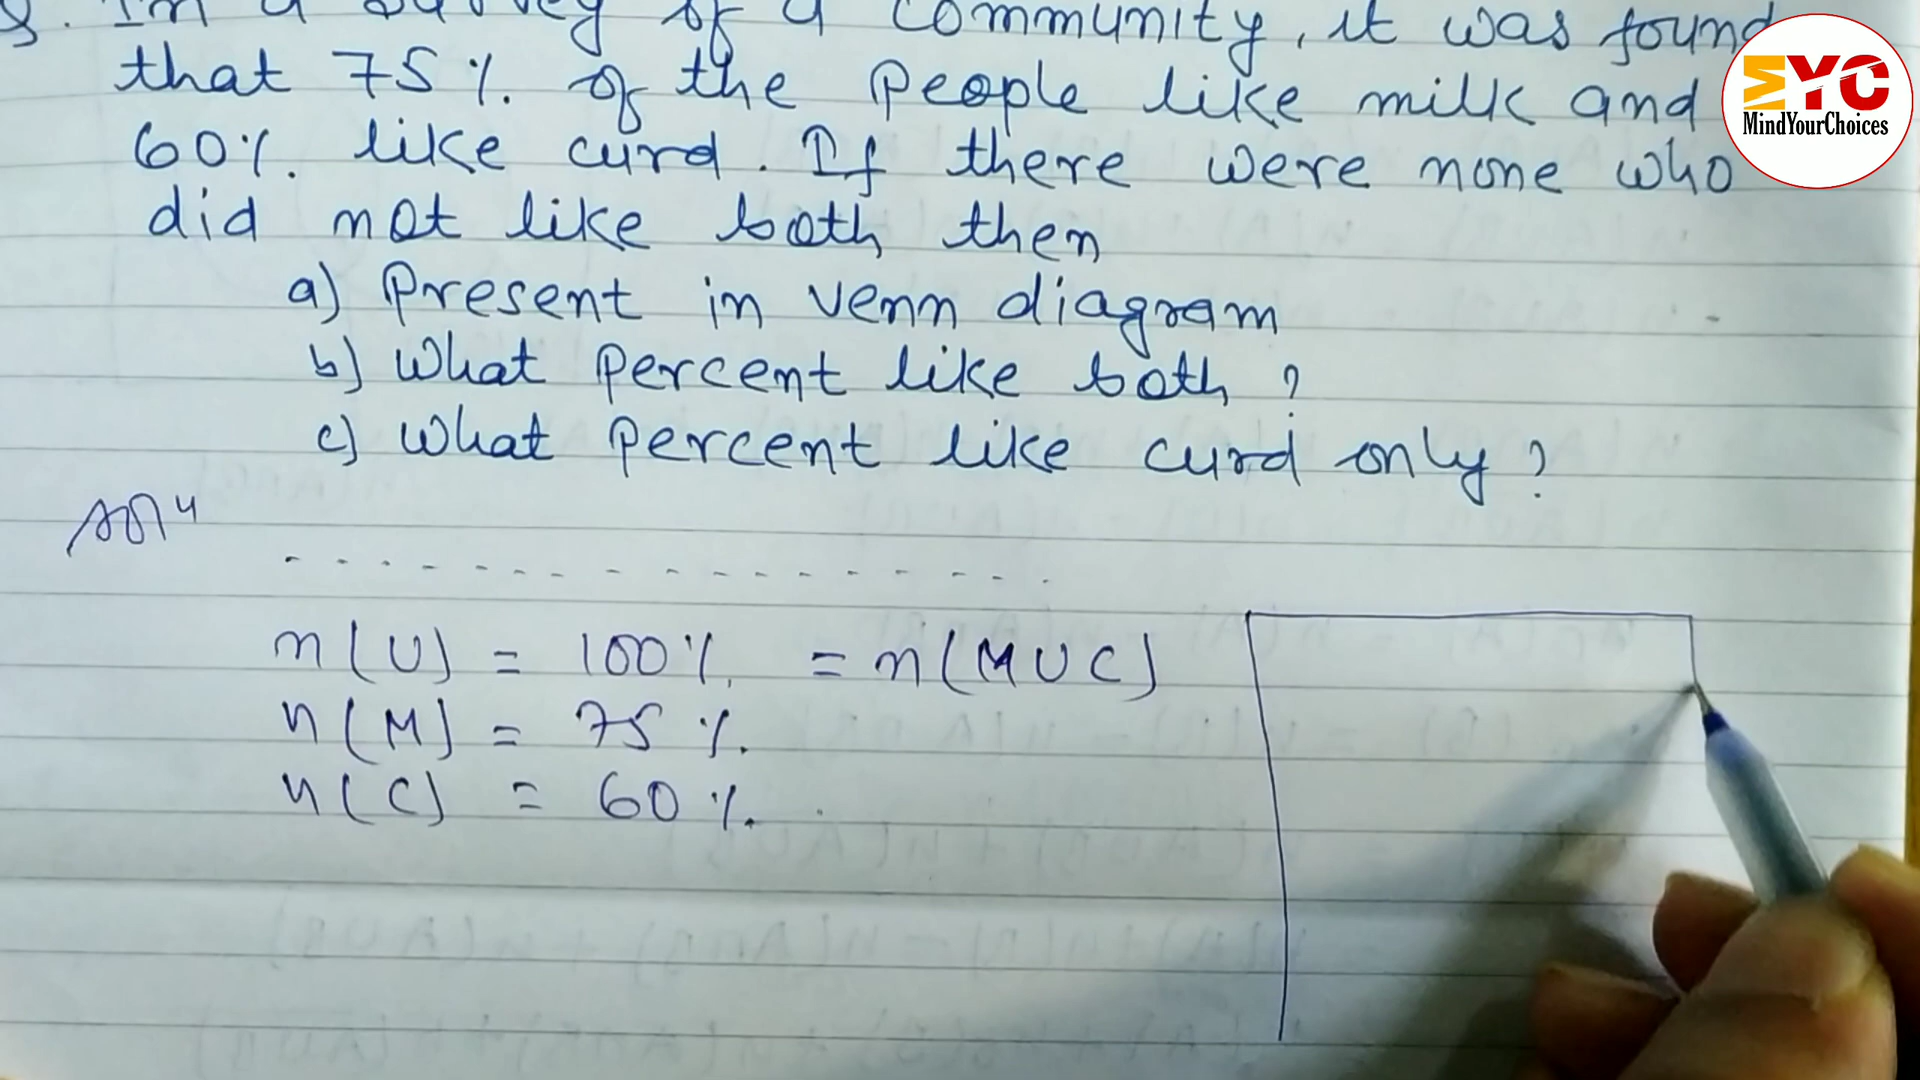 In a survey of a community, it was found
that 75%. of the people like milk and
60%. like curd. If there were none who
did not like both then
a) Present in venn diagram
b) What percent like both?
c) What percent like curd only?
n(U) = 100%. = n(MUC)
n(M) = 75%.
n(C) = 60%.
MYC
MindYourChoices